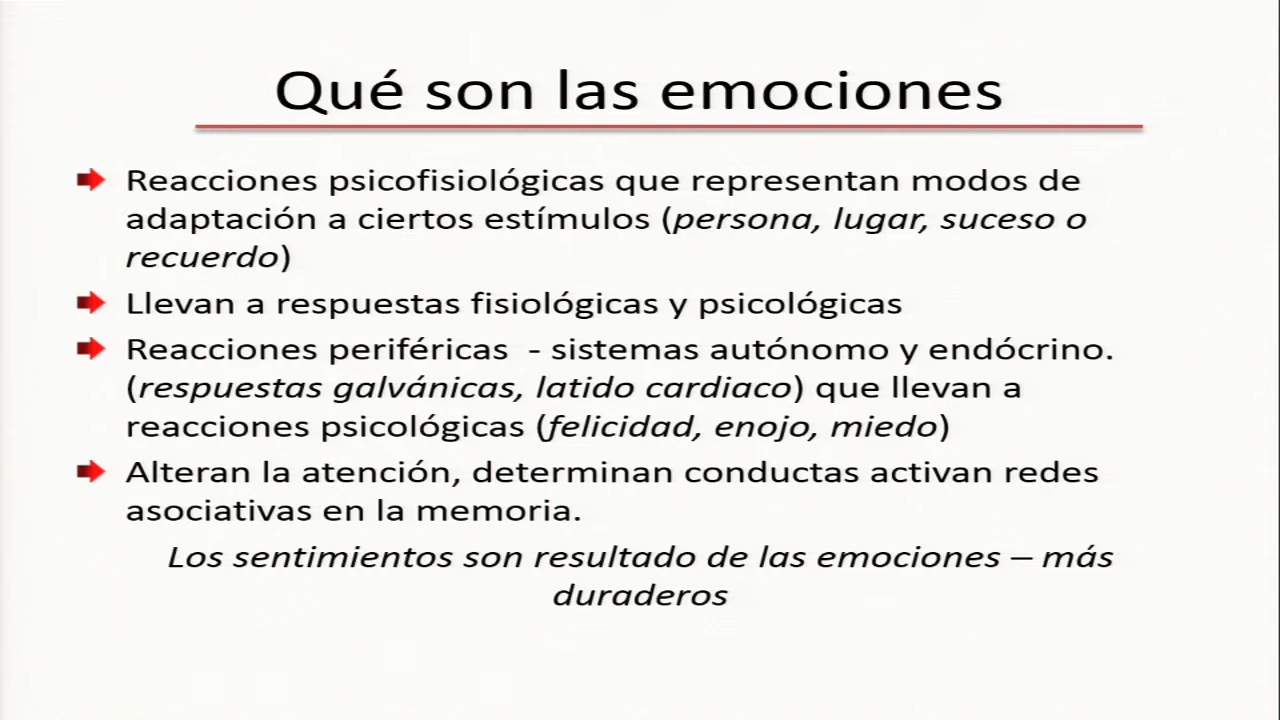 Qué son las emociones
Reacciones psicofisiológicas que representan modos de
adaptación a ciertos estímulos (persona, lugar, suceso o
recuerdo)
Llevan a respuestas fisiológicas y psicológicas
Reacciones periféricas - sistemas autónomo y endócrino.
(respuestas galvánicas, latido cardiaco) que llevan a
reacciones psicológicas (felicidad, enojo, miedo)
Alteran la atención, determinan conductas activan redes
asociativas en la memoria.
Los sentimientos son resultado de las emociones – más
duraderos